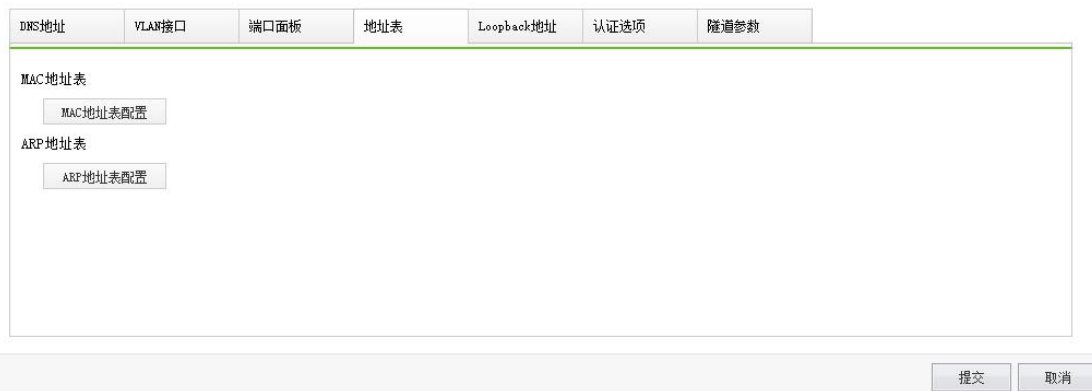 DNS地址 VLAN接口 端口面板 地址表 Loopback地址 认证选项 隧道参数
MAC地址表
MAC地址表配置
ARP地址表
ARP地址表配置
提交 取消